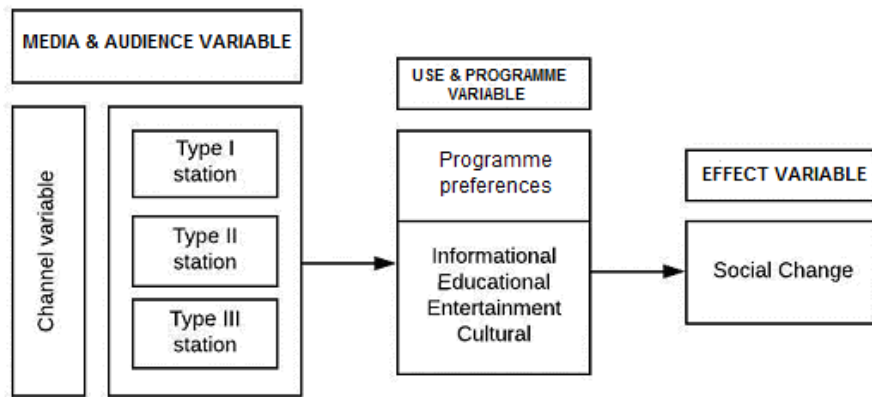 MEDIA & AUDIENCE VARIABLE
Channel variable
Type I
station
Type II
station
Type III
station
USE & PROGRAMME
VARIABLE
Programme
preferences
Informational
Educational
Entertainment
Cultural
EFFECT VARIABLE
Social Change